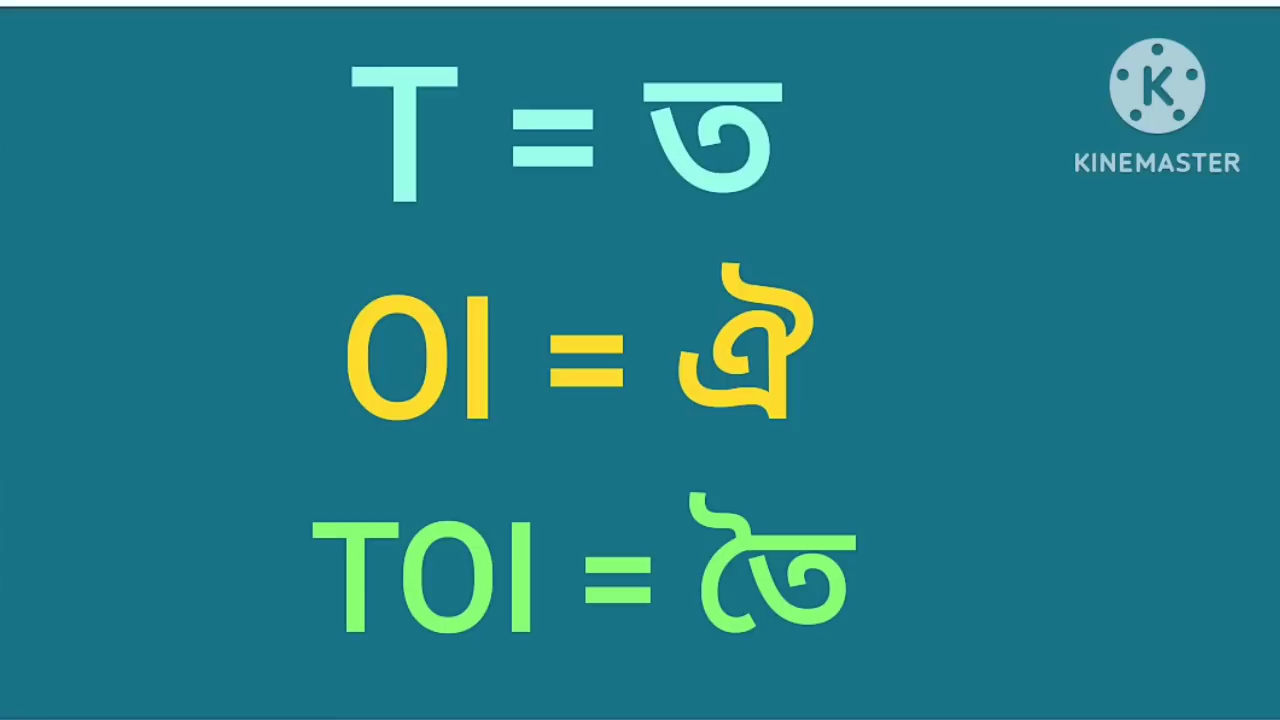 T = ত
K
KINEMASTER
OI = ঐ
TOI = তৈ